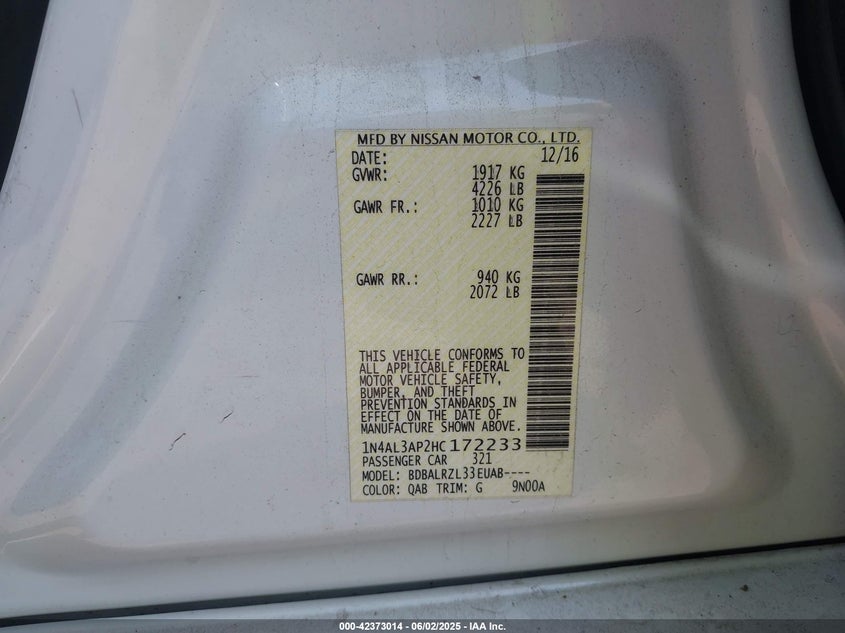 MFD BY NISSAN MOTOR CO., LTD.
DATE: 12/16
GVWR: 1917 KG
4226 LB
GAWR FR.: 1010 KG
2227 LB
GAWR RR.: 940 KG
2072 LB
THIS VEHICLE CONFORMS TO
ALL APPLICABLE FEDERAL
MOTOR VEHICLE SAFETY,
BUMPER, AND THEFT
PREVENTION STANDARDS IN
EFFECT ON THE DATE OF
MANUFACTURE SHOWN ABOVE.
1N4AL3AP2HC172233
PASSENGER CAR 321
MODEL: BDBALRZL33EUAB----
COLOR: QAB TRIM: G 9N00A
000-42373014 - 06/02/2025 - IAA Inc.